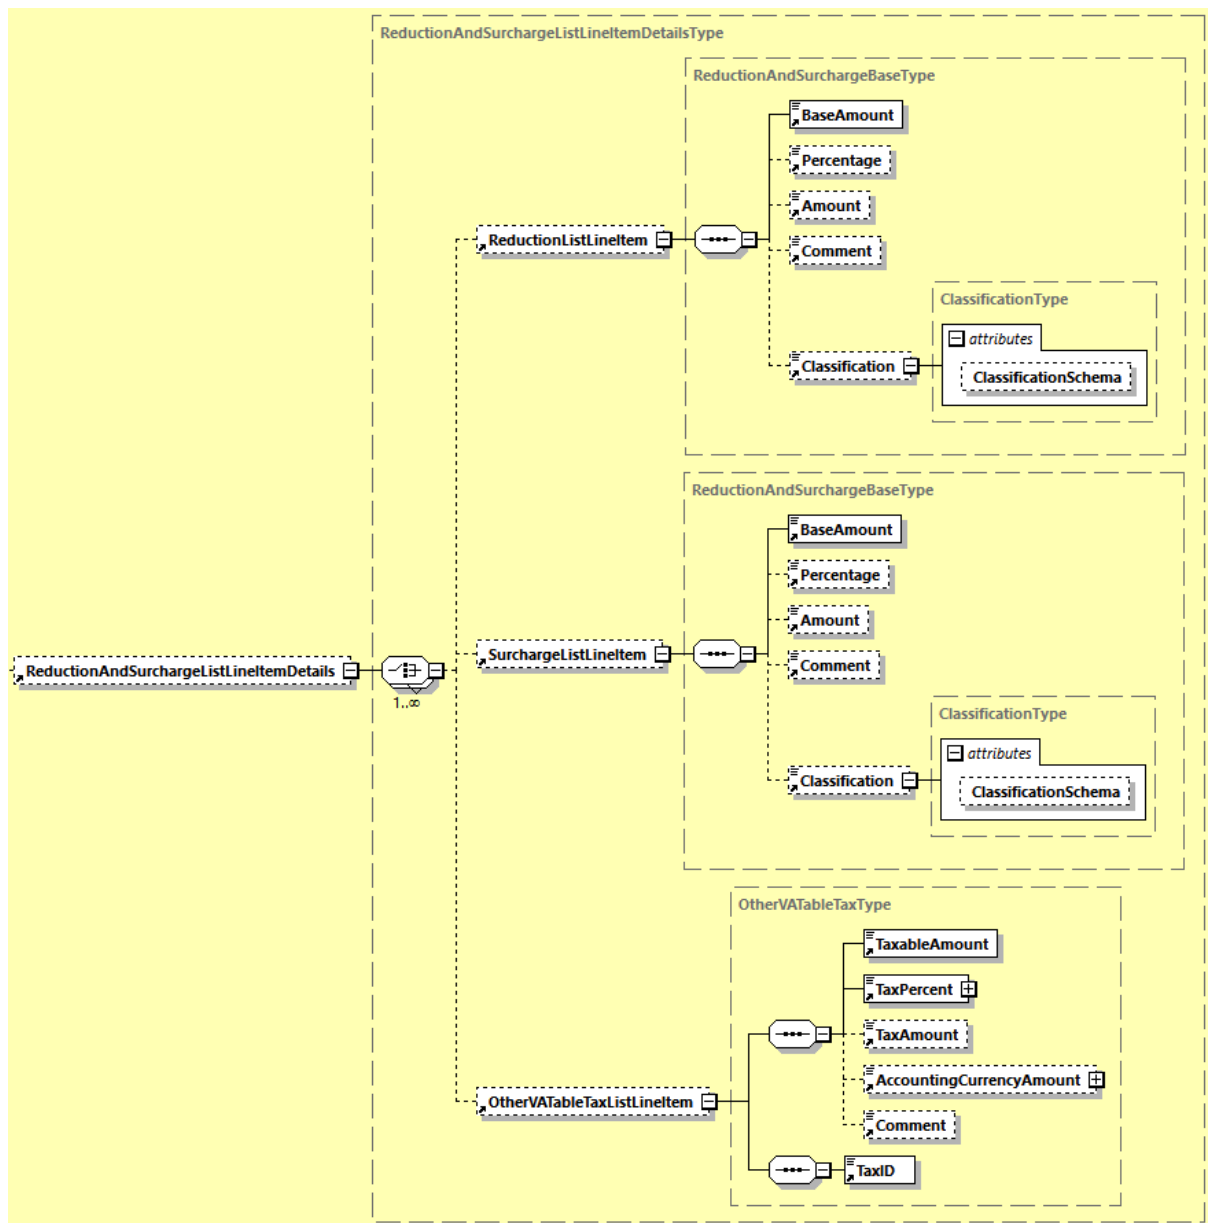 ReductionAndSurchargeListLineItemDetailsType
ReductionAndSurchargeBaseType
BaseAmount
Percentage
Amount
ReductionListLineItem
Comment
ClassificationType
attributes
Classification
ClassificationSchema
ReductionAndSurchargeBaseType
BaseAmount
Percentage
Amount
SurchargeListLineItem
Comment
ReductionAndSurchargeListLineItemDetails
1..∞
ClassificationType
attributes
Classification
ClassificationSchema
OtherVATableTaxType
TaxableAmount
TaxPercent
TaxAmount
AccountingCurrencyAmount
OtherVATableTaxListLineItem
Comment
TaxID